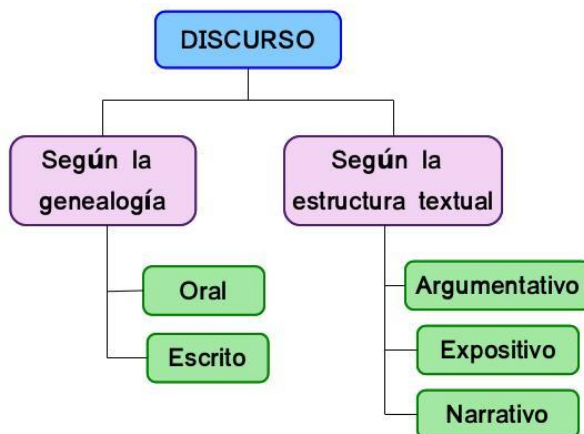 DISCURSO
Según la
genealogía
Oral
Escrito
Según la
estructura textual
Argumentativo
Expositivo
Narrativo